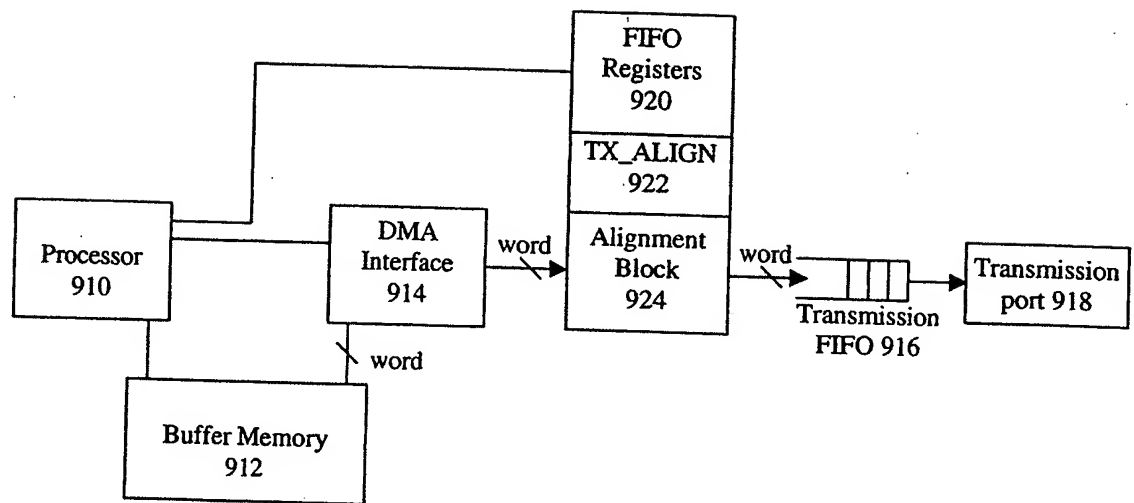 FIFO
Registers
920
TX_ALIGN
922
Processor
910
DMA
Interface
914
word
Alignment
Block
924
word
Transmission
FIFO 916
Transmission
port 918
word
Buffer Memory
912